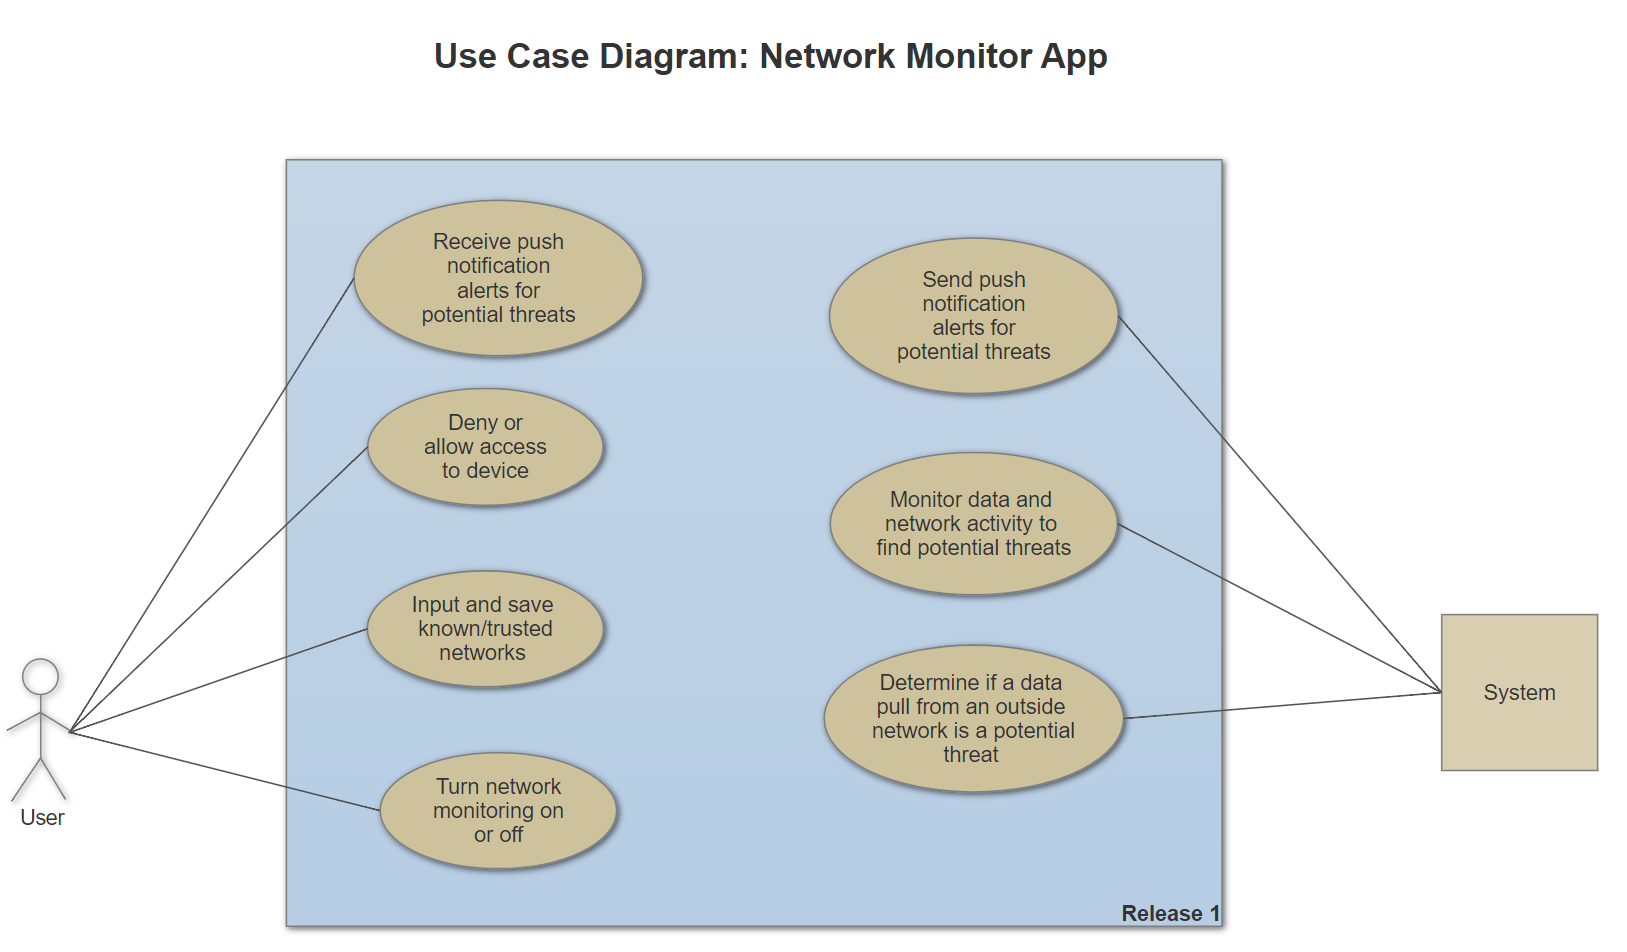 Use Case Diagram: Network Monitor App
Receive push
notification
alerts for
potential threats
Send push
notification
alerts for
potential threats
Deny or
allow access
to device
Monitor data and
network activity to
find potential threats
Input and save
known/trusted
networks
Determine if a data
pull from an outside
network is a potential
threat
System
Turn network
monitoring on
or off
User
Release 1